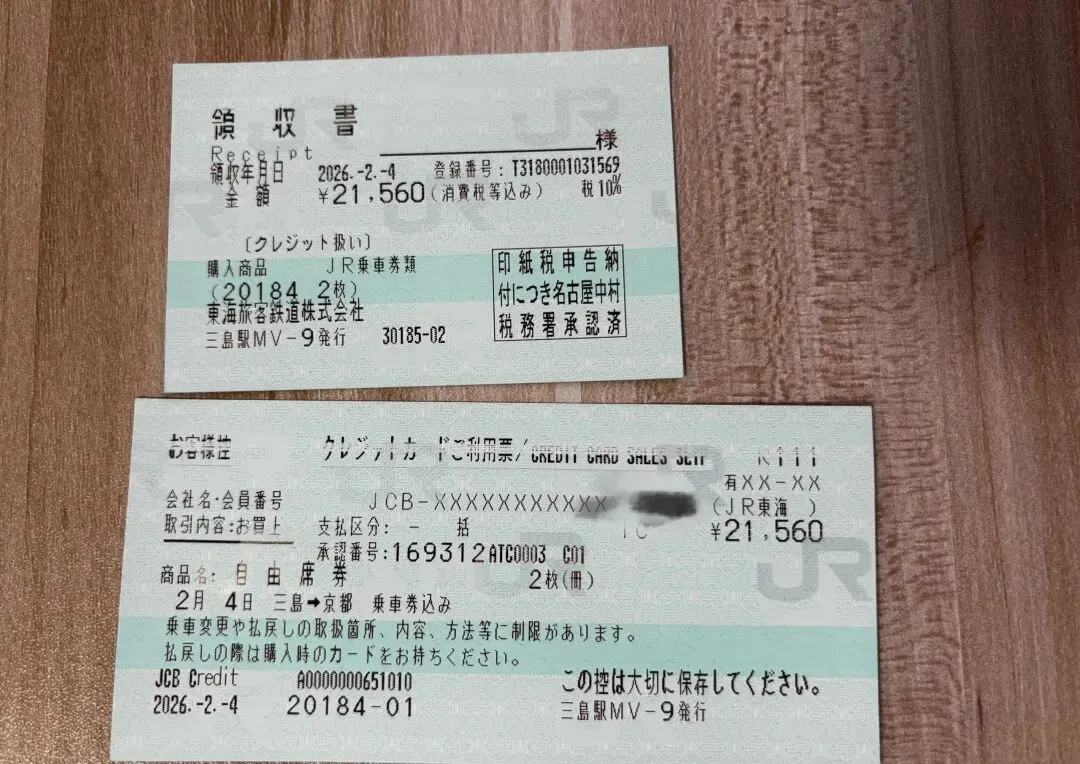 領収書
Receipt
様
領収年月日 2026.-2.-4 登録番号:T3180001031569
金額 ¥21,560(消費税等込み) 税10%
〔クレジット扱い〕
購入商品 JR乗車券類
(20184 2枚)
東海旅客鉄道株式会社
三島駅MV-9発行 30185-02
印紙税申告納
付につき名古屋中村
税務署承認済
JR
お客様控 クレジットカードご利用票/CREDIT CARD SALES SLIP
有XX-XX
会社名・会員番号 JCB-XXXXXXXXXXXX (JR東海 )
取引内容:お買上 支払区分: 一括 IC ¥21,560
承認番号:169312ATC0003 C01
商品名: 自由席券 2枚(冊)
2月 4日 三島➡京都 乗車券込み
乗車変更や払戻しの取扱箇所、内容、方法等に制限があります。
払戻しの際は購入時のカードをお持ちください。
JCB Credit A0000000651010 この控は大切に保存してください。
2026.-2.-4 20184-01 三島駅MV-9発行
JR